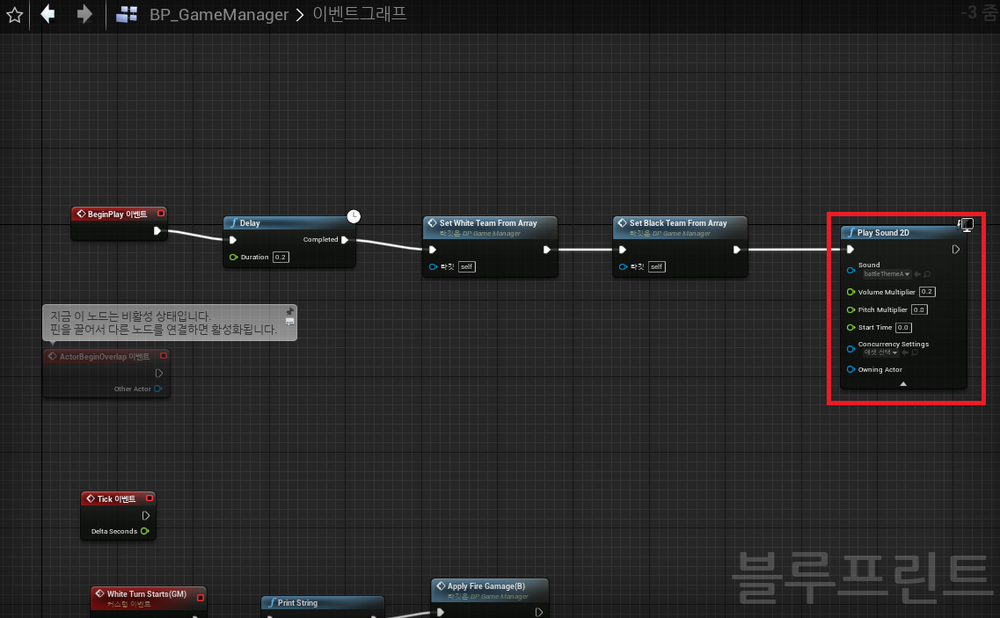 BP_GameManager > 이벤트그래프
-3 줌
BeginPlay 이벤트
Delay
Completed
Duration 0.2
Set White Team From Array
타깃은 BP Game Manager
타깃 self
Set Black Team From Array
타깃은 BP Game Manager
타깃 self
Play Sound 2D
Sound
battleThemeA
Volume Multiplier 0.2
Pitch Multiplier 0.8
Start Time 0.0
Concurrency Settings
애셋 선택
Owning Actor
지금 이 노드는 비활성 상태입니다.
핀을 끌어서 다른 노드를 연결하면 활성화됩니다.
ActorBeginOverlap 이벤트
Other Actor
Tick 이벤트
Delta Seconds
White Turn Starts(GM)
커스텀 이벤트
Print String
Apply Fire Gamage(B)
타깃은 BP Game Manager
블루프린트